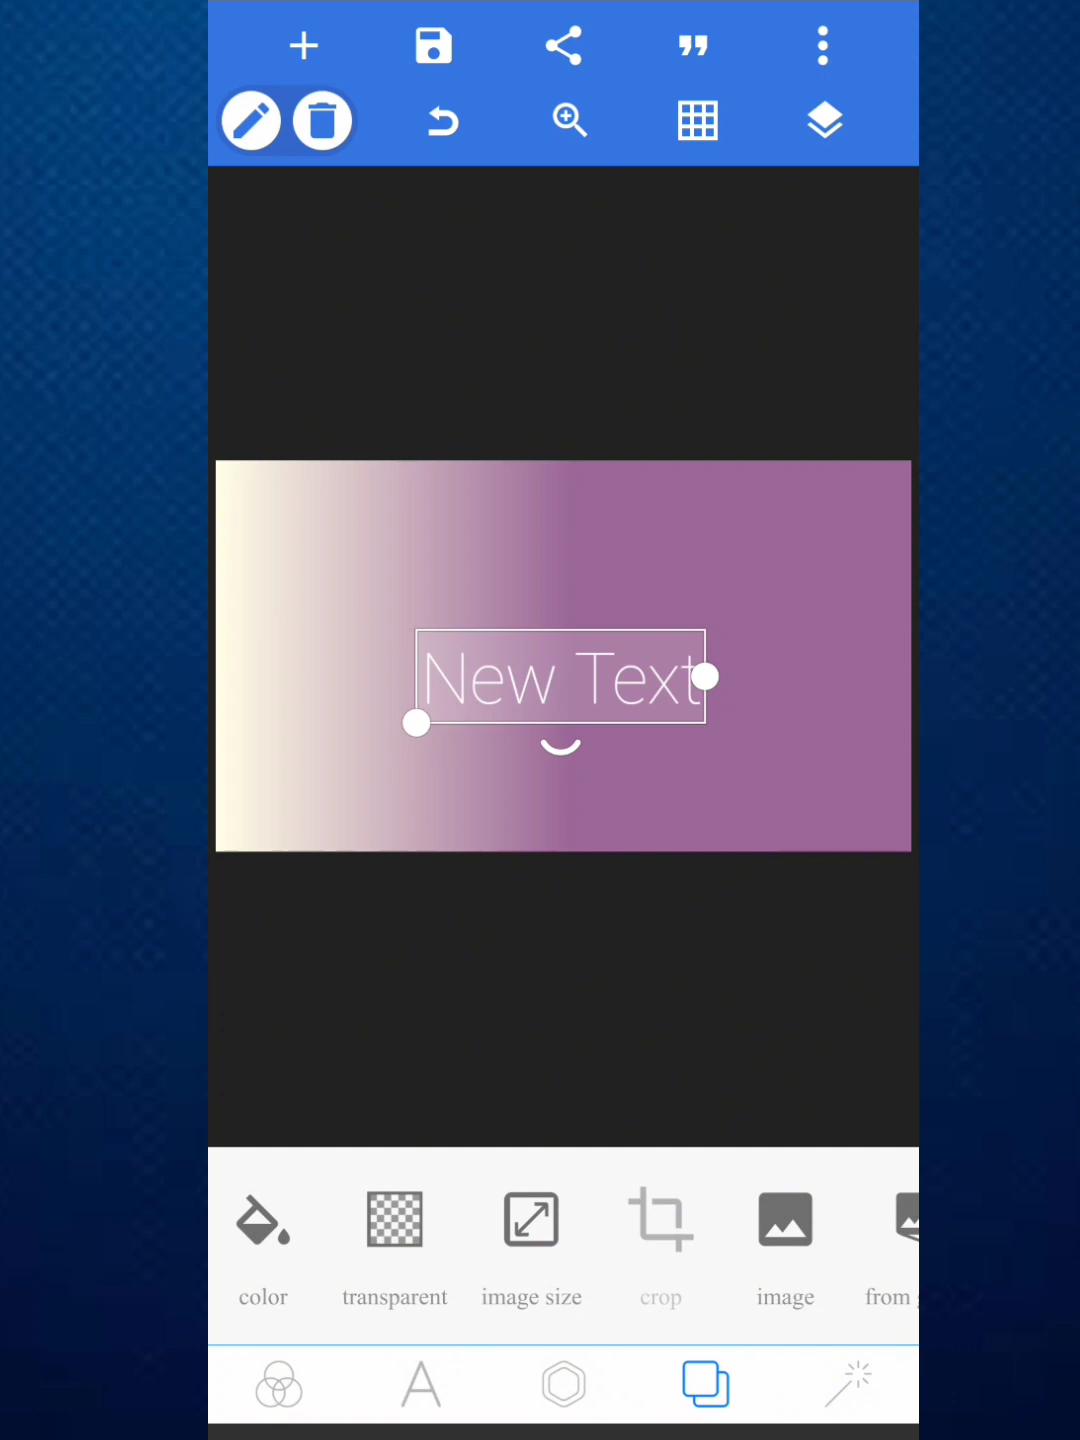 New Text
color
transparent
image size
crop
image
from